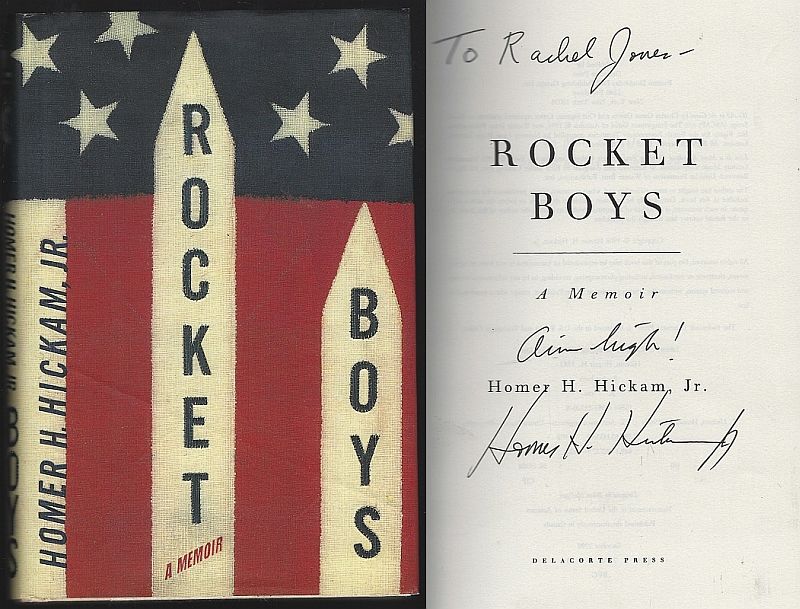 ROCKET
BOYS
HOMER H. HICKAM, JR.
A MEMOIR
To Rachel Jones-
ROCKET
BOYS
A Memoir
Aim high!
Homer H. Hickam, Jr.
Homer H. Hickam Jr
DELACORTE PRESS